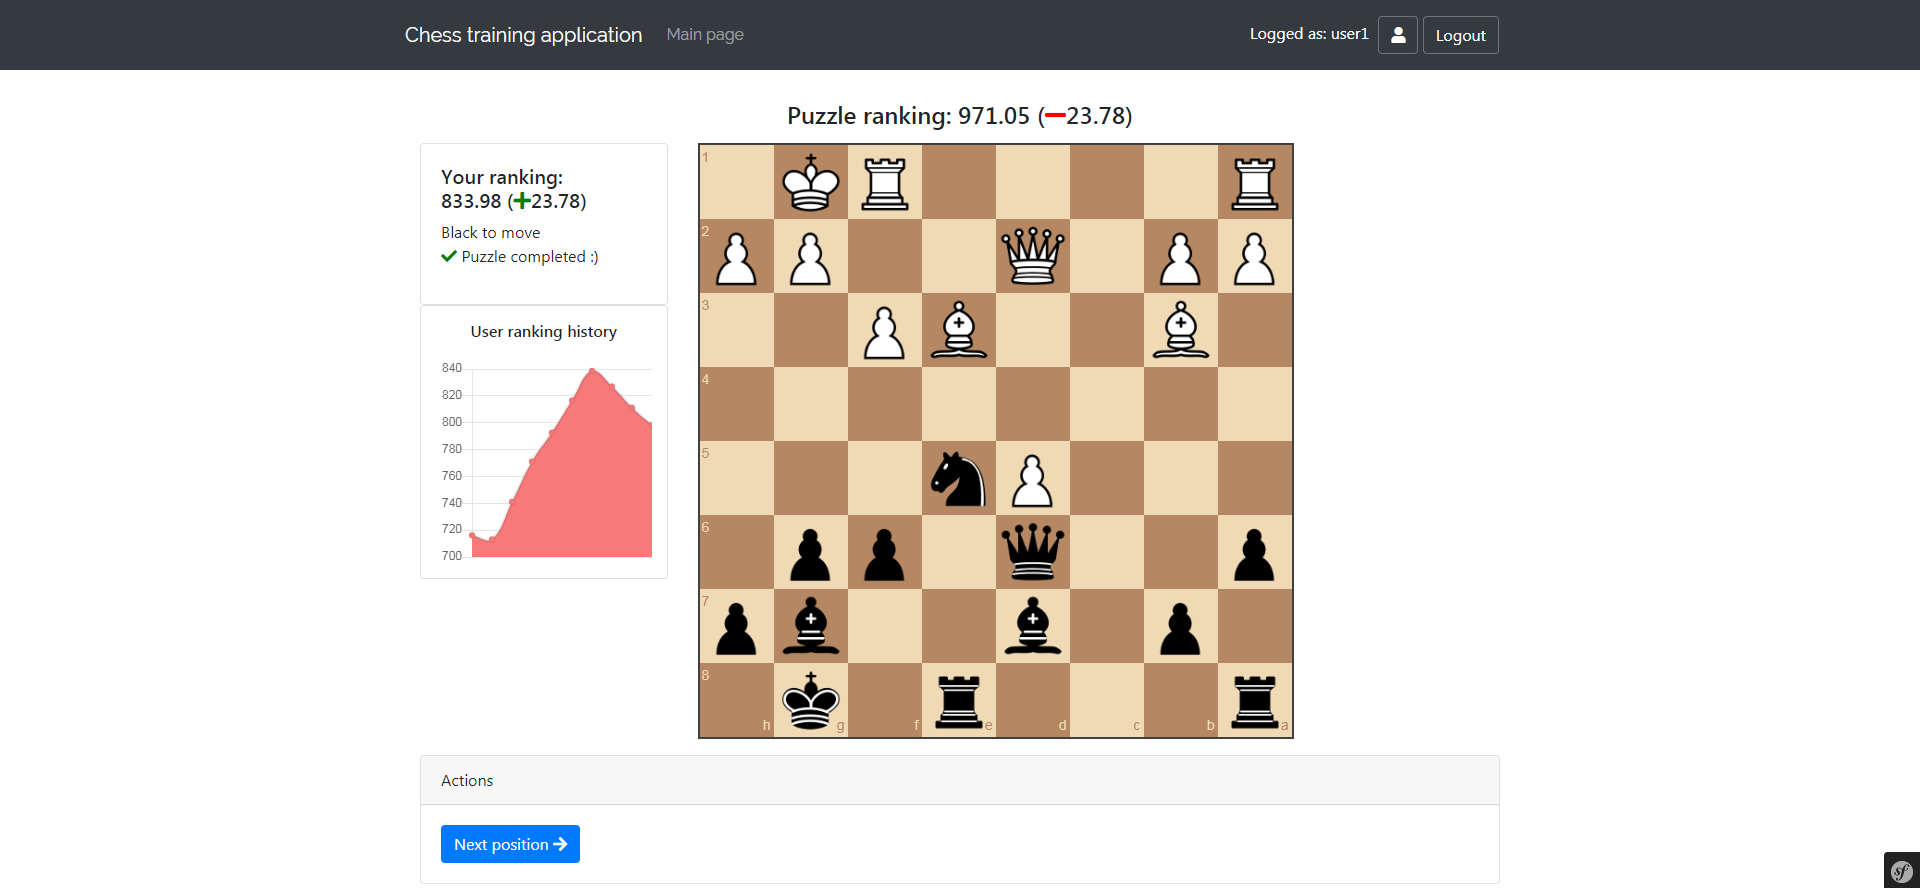 Chess training application
Main page
Logged as: user1
Logout
Puzzle ranking: 971.05 (−23.78)
Your ranking:
833.98 (+23.78)
Black to move
Puzzle completed :)
User ranking history
840
820
800
780
760
740
720
700
1
2
3
4
5
6
7
8
h g f e d c b a
Actions
Next position
sf